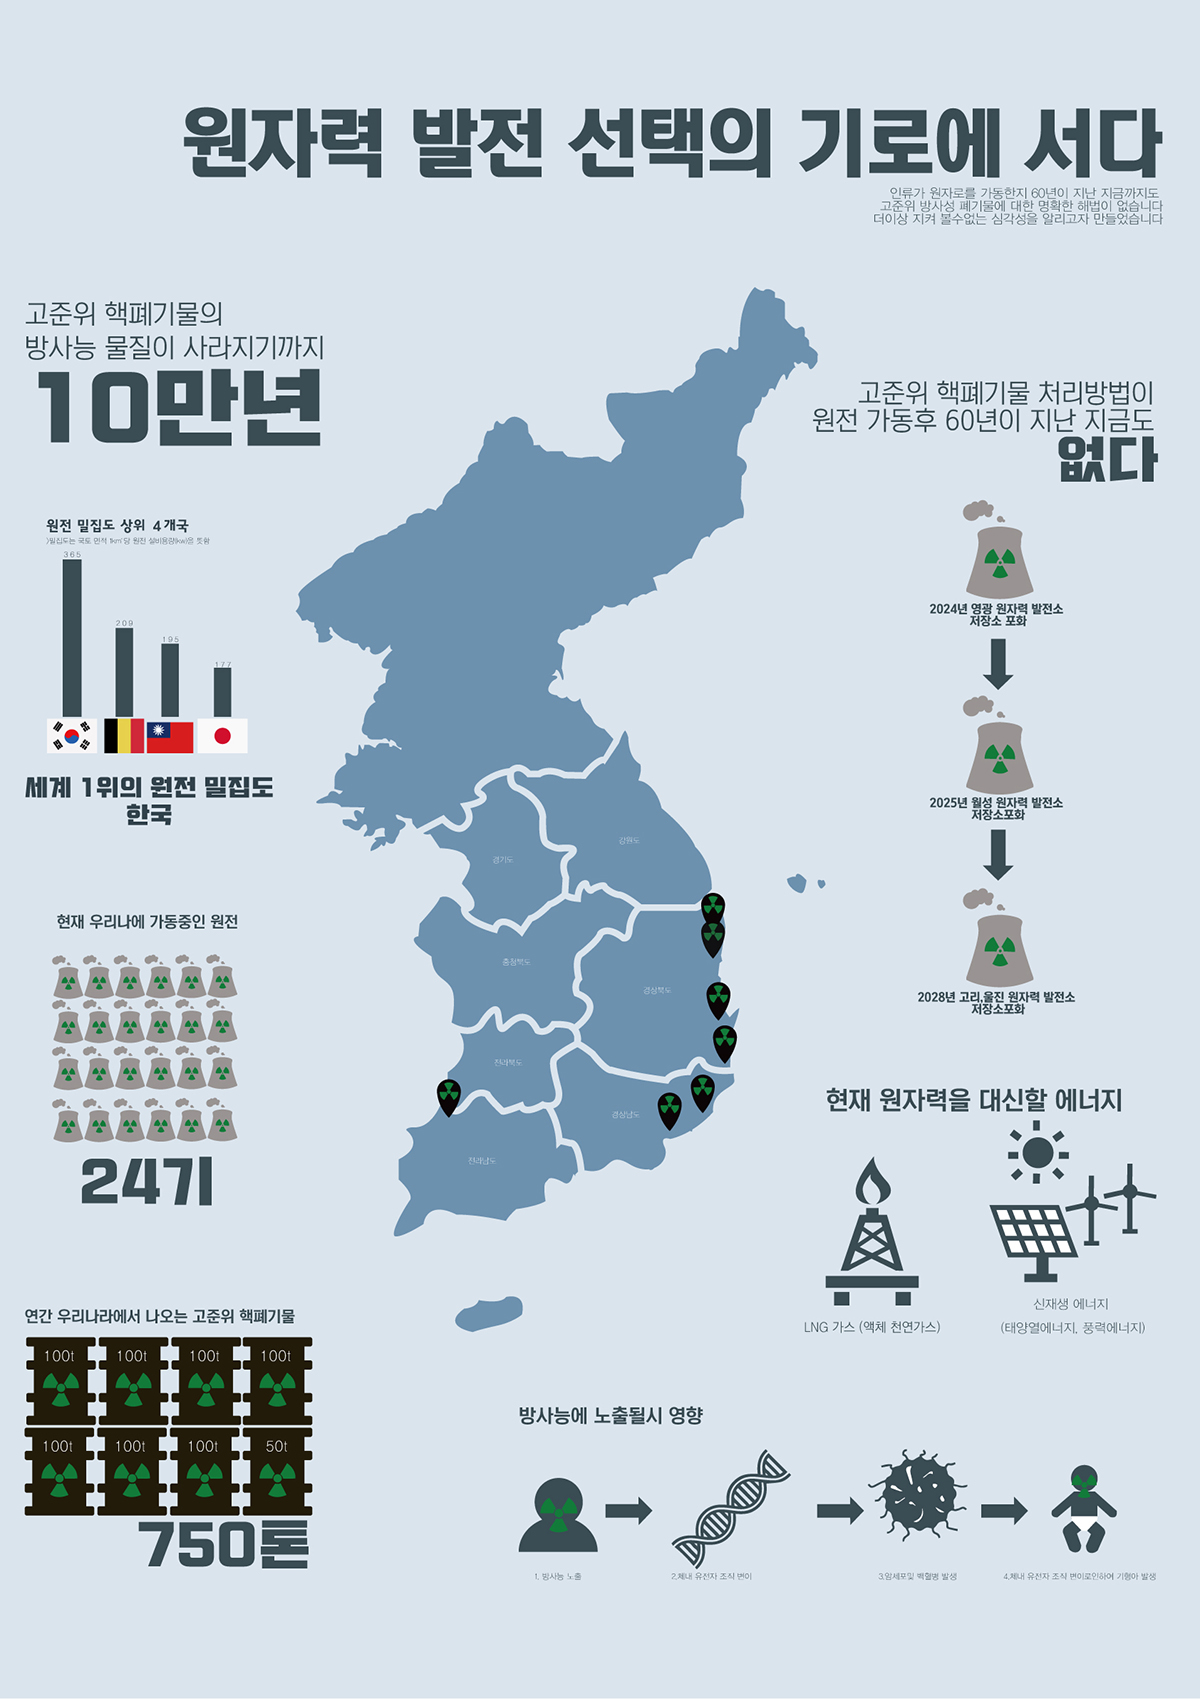 원자력 발전 선택의 기로에 서다
인류가 원자로를 가동한지 60년이 지난 지금까지도
고준위 방사성 폐기물에 대한 명확한 해법이 없습니다
더이상 지켜 볼수없는 심각성을 알리고자 만들었습니다
고준위 핵폐기물의
방사능 물질이 사라지기까지
10만년
고준위 핵폐기물 처리방법이
원전 가동후 60년이 지난 지금도
없다
원전 밀집도 상위 4개국
밀집도는 국토 면적 1km²당 원전 설비용량(kw)을 뜻함
365
209
195
177
세계 1위의 원전 밀집도
한국
2024년 영광 원자력 발전소
저장소 포화
2025년 월성 원자력 발전소
저장소포화
2028년 고리,울진 원자력 발전소
저장소포화
강원도
경기도
충청북도
경상북도
전라북도
경상남도
전라남도
현재 우리나에 가동중인 원전
24기
현재 원자력을 대신할 에너지
LNG 가스 (액체 천연가스)
신재생 에너지
(태양열에너지, 풍력에너지)
연간 우리나라에서 나오는 고준위 핵폐기물
100t 100t 100t 100t
100t 100t 100t 50t
750톤
방사능에 노출될시 영향
1. 방사능 노출
2.체내 유전자 조직 변이
3.암세포및 백혈병 발생
4.체내 유전자 조직 변이로인하여 기형아 발생